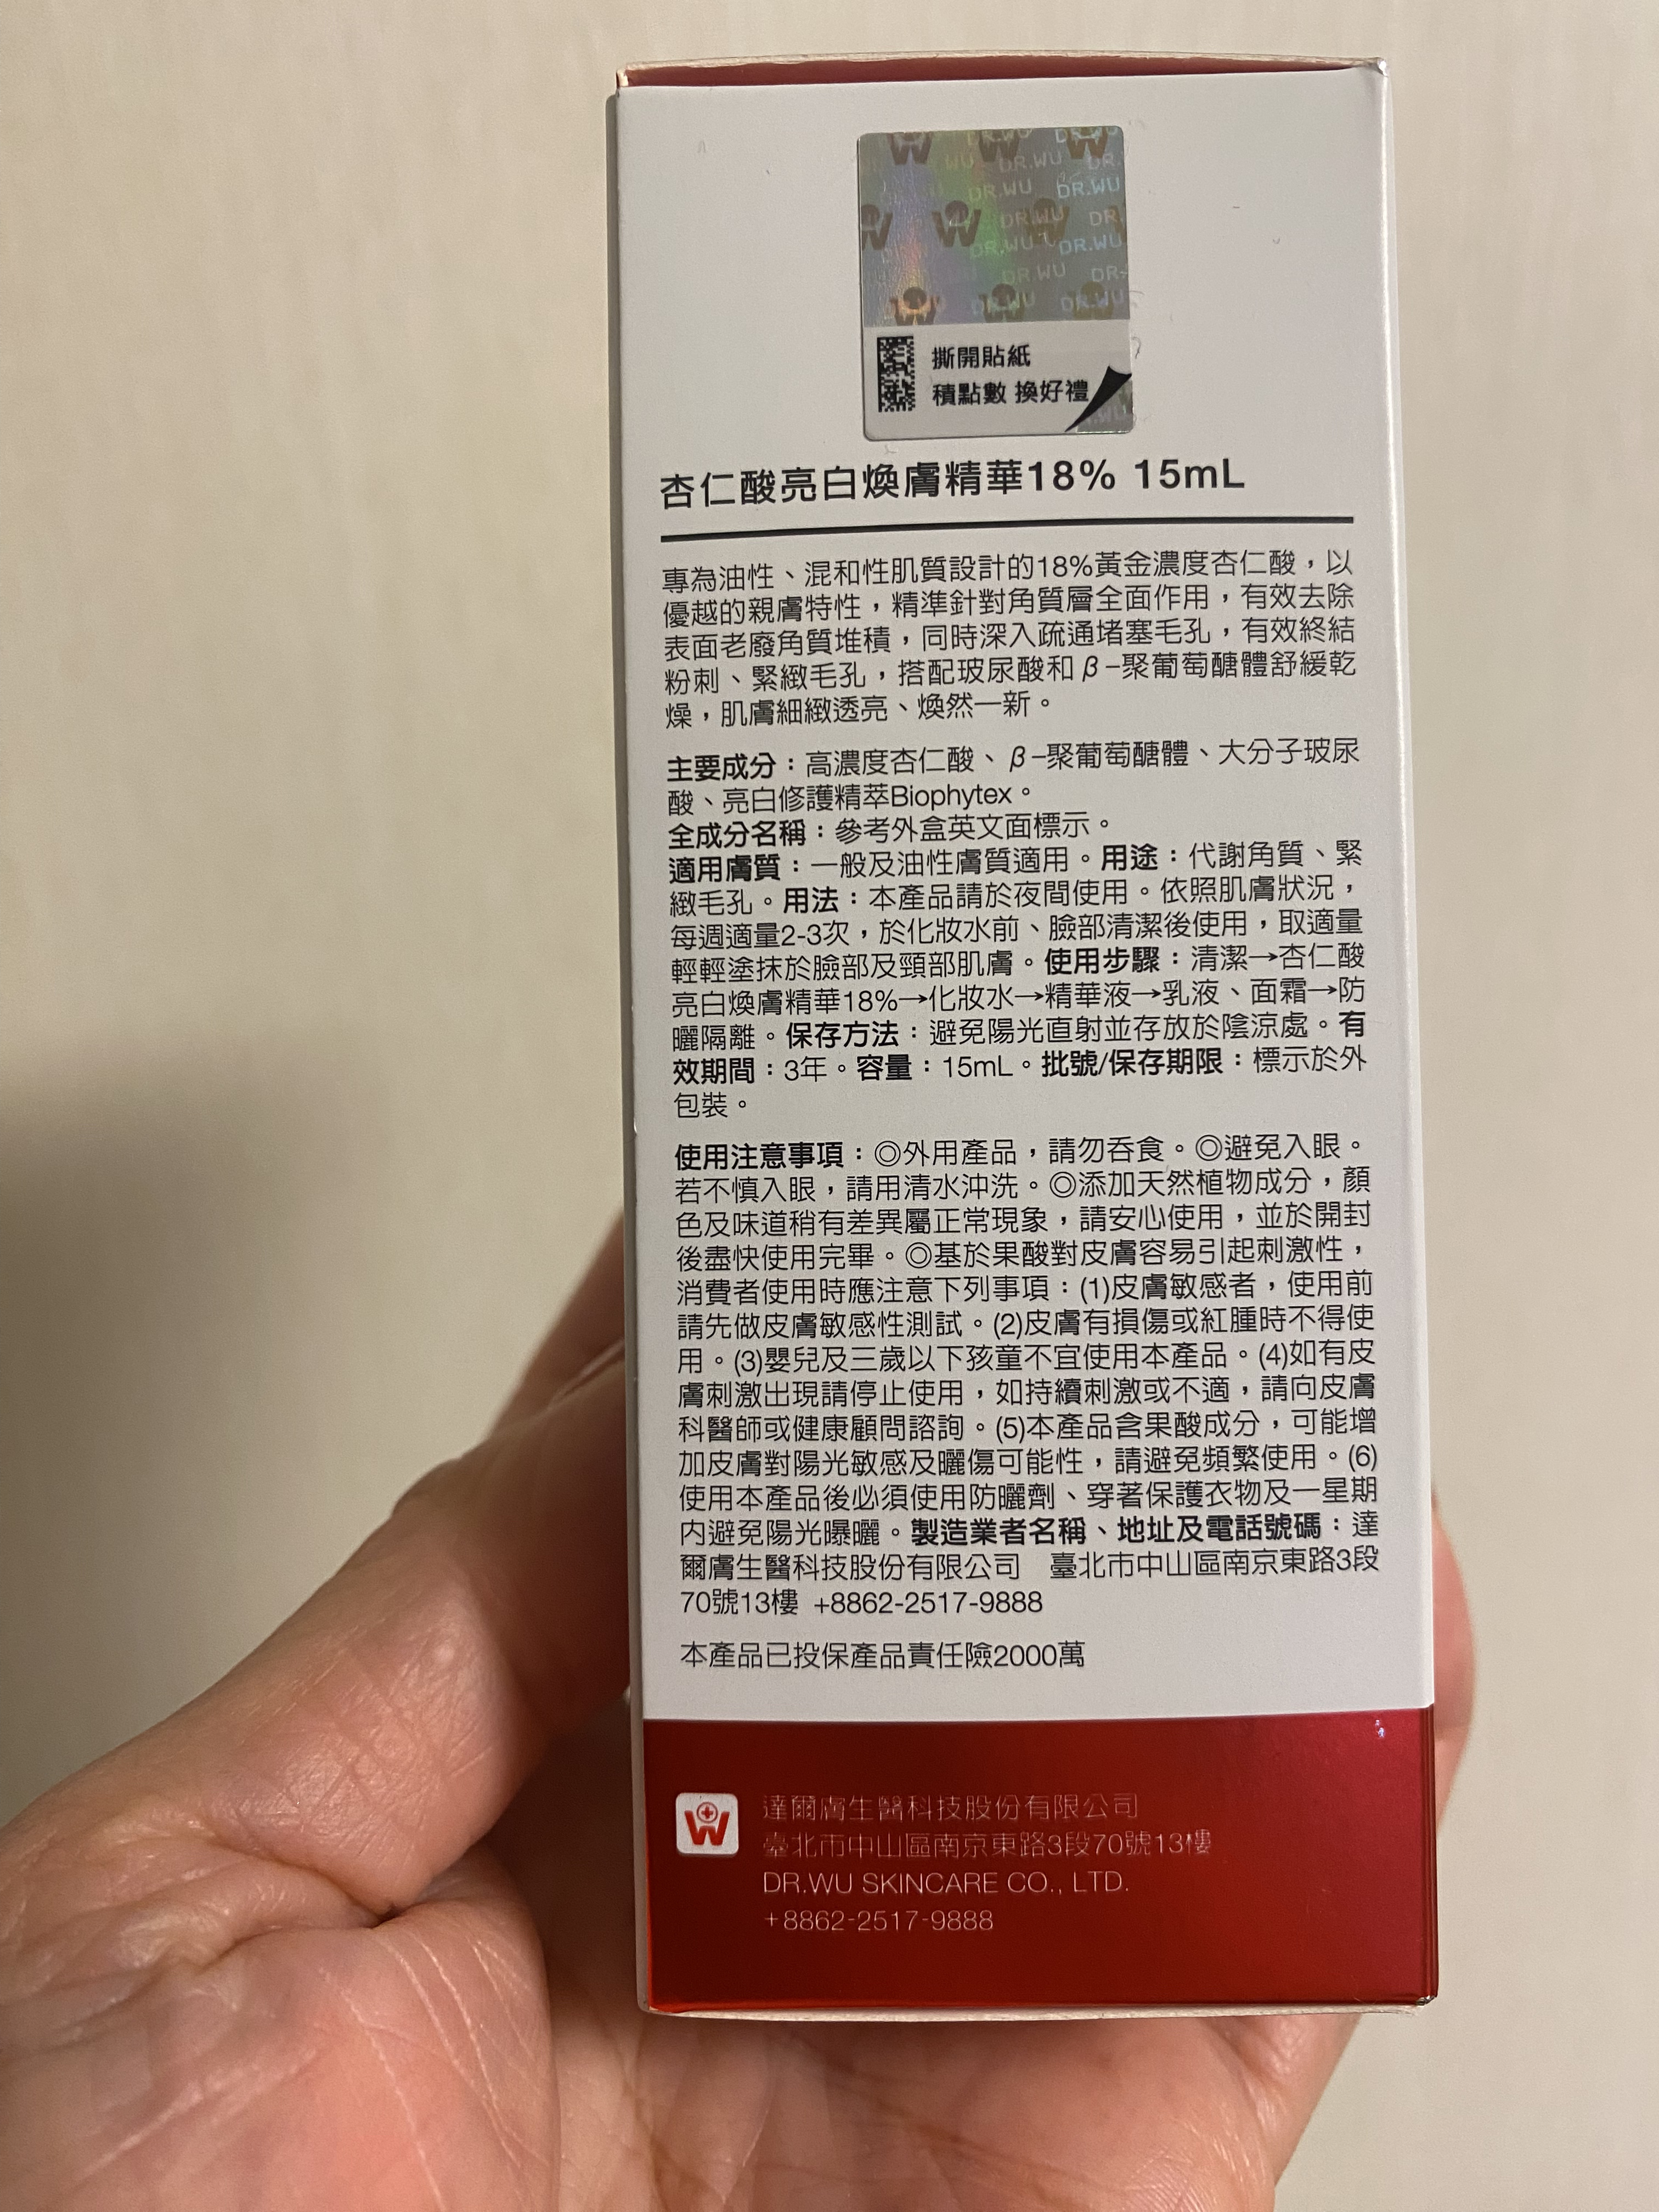 DR.WU
撕開貼紙
積點數 換好禮
杏仁酸亮白煥膚精華18% 15mL
專為油性、混和性肌質設計的18%黃金濃度杏仁酸，以
優越的親膚特性，精準針對角質層全面作用，有效去除
表面老廢角質堆積，同時深入疏通堵塞毛孔，有效終結
粉刺、緊緻毛孔，搭配玻尿酸和β-聚葡萄醣體舒緩乾
燥，肌膚細緻透亮、煥然一新。
主要成分：高濃度杏仁酸、β-聚葡萄醣體、大分子玻尿
酸、亮白修護精萃Biophytex。
全成分名稱：參考外盒英文面標示。
適用膚質：一般及油性膚質適用。用途：代謝角質、緊
緻毛孔。用法：本產品請於夜間使用。依照肌膚狀況，
每週適量2-3次，於化妝水前、臉部清潔後使用，取適量
輕輕塗抹於臉部及頸部肌膚。使用步驟：清潔→杏仁酸
亮白煥膚精華18%→化妝水→精華液→乳液、面霜→防
曬隔離。保存方法：避免陽光直射並存放於陰涼處。有
效期間：3年。容量：15mL。批號/保存期限：標示於外
包裝。
使用注意事項：◎外用產品，請勿吞食。◎避免入眼。
若不慎入眼，請用清水沖洗。◎添加天然植物成分，顏
色及味道稍有差異屬正常現象，請安心使用，並於開封
後盡快使用完畢。◎基於果酸對皮膚容易引起刺激性，
消費者使用時應注意下列事項：(1)皮膚敏感者，使用前
請先做皮膚敏感性測試。(2)皮膚有損傷或紅腫時不得使
用。(3)嬰兒及三歲以下孩童不宜使用本產品。(4)如有皮
膚刺激出現請停止使用，如持續刺激或不適，請向皮膚
科醫師或健康顧問諮詢。(5)本產品含果酸成分，可能增
加皮膚對陽光敏感及曬傷可能性，請避免頻繁使用。(6)
使用本產品後必須使用防曬劑、穿著保護衣物及一星期
內避免陽光曝曬。製造業者名稱、地址及電話號碼：達
爾膚生醫科技股份有限公司　臺北市中山區南京東路3段
70號13樓 +8862-2517-9888
本產品已投保產品責任險2000萬
達爾膚生醫科技股份有限公司
臺北市中山區南京東路3段70號13樓
DR.WU SKINCARE CO., LTD.
+8862-2517-9888